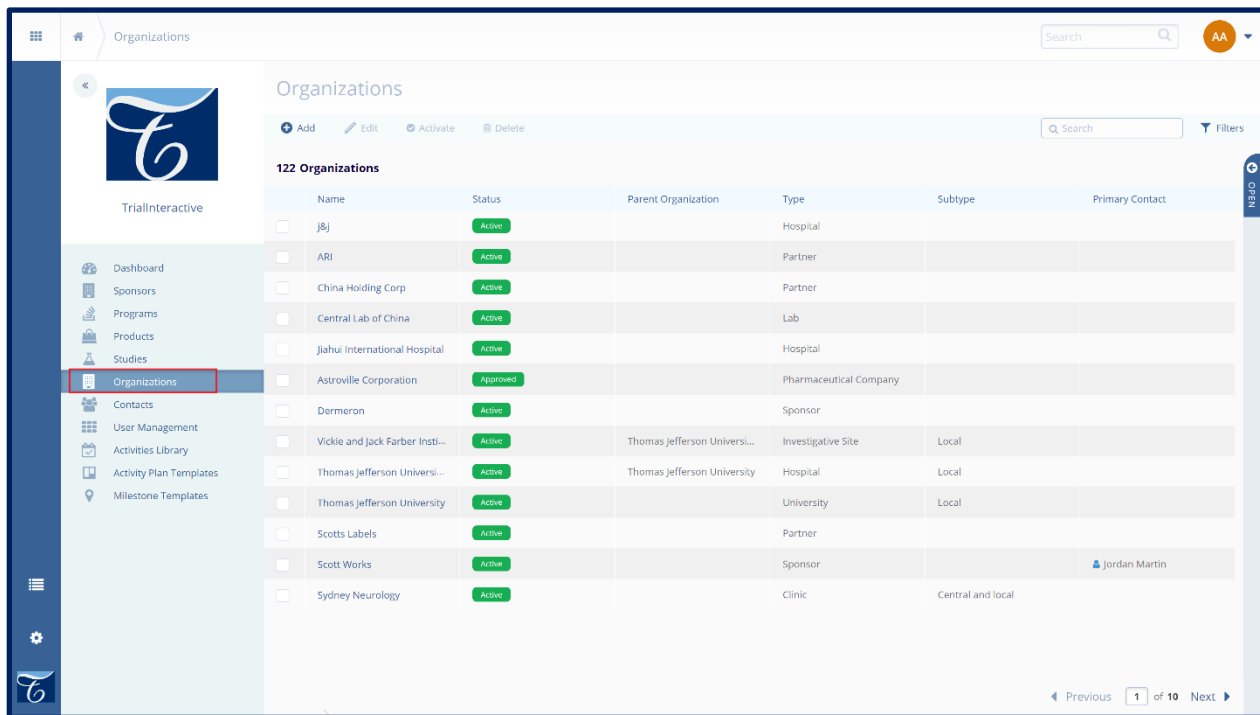 Organizations Search AA
Organizations
Add Edit Activate Delete Search Filters
122 Organizations
OPEN
TrialInteractive
Dashboard
Sponsors
Programs
Products
Studies
Organizations
Contacts
User Management
Activities Library
Activity Plan Templates
Milestone Templates
Name Status Parent Organization Type Subtype Primary Contact
j&j Active Hospital
ARI Active Partner
China Holding Corp Active Partner
Central Lab of China Active Lab
Jiahui International Hospital Active Hospital
Astroville Corporation Approved Pharmaceutical Company
Dermeron Active Sponsor
Vickie and Jack Farber Insti... Active Thomas Jefferson Universi... Investigative Site Local
Thomas Jefferson Universi... Active Thomas Jefferson University Hospital Local
Thomas Jefferson University Active University Local
Scotts Labels Active Partner
Scott Works Active Sponsor Jordan Martin
Sydney Neurology Active Clinic Central and local
Previous 1 of 10 Next